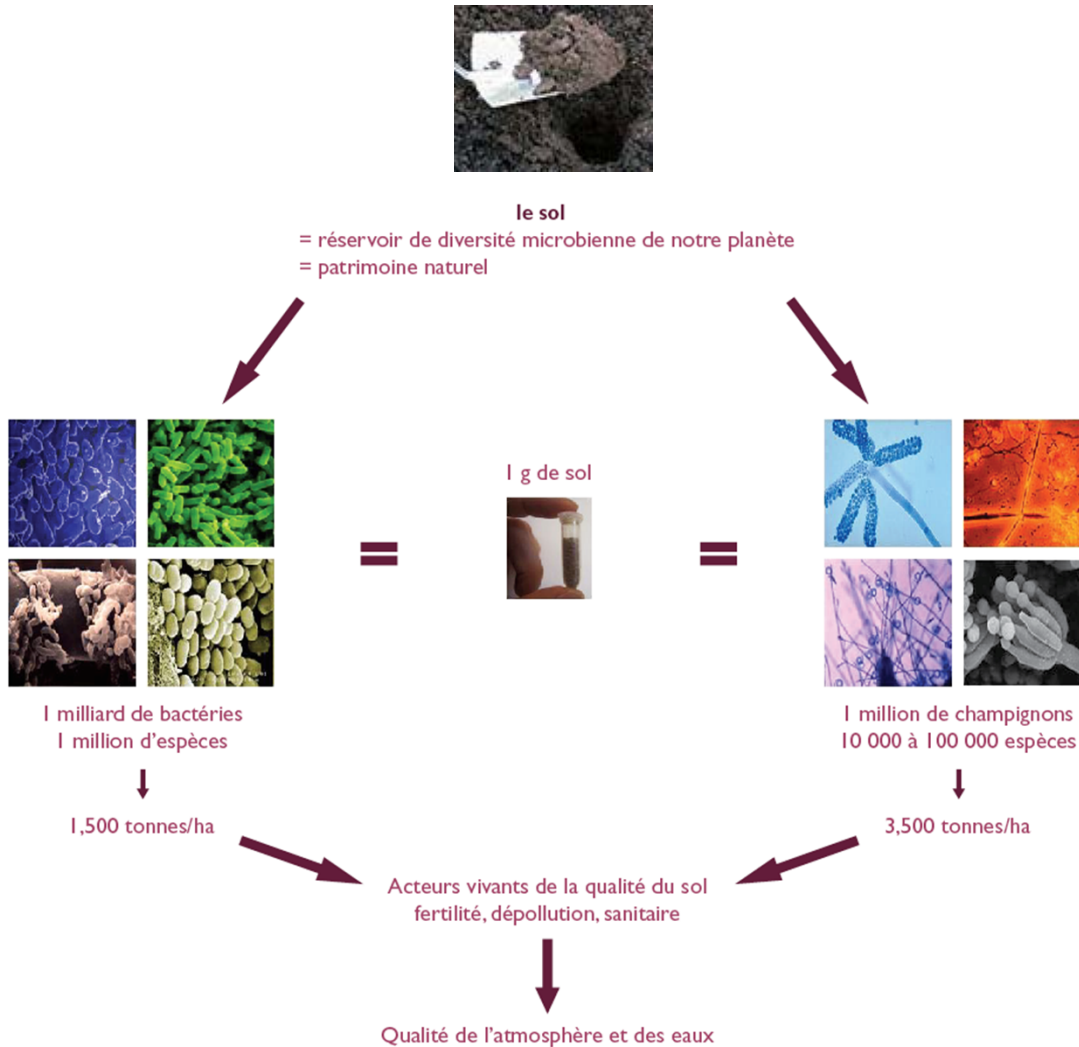 le sol
= réservoir de diversité microbienne de notre planète
= patrimoine naturel
1 g de sol
1 milliard de bactéries
1 million d’espèces
1 million de champignons
10 000 à 100 000 espèces
1,500 tonnes/ha
3,500 tonnes/ha
Acteurs vivants de la qualité du sol
fertilité, dépollution, sanitaire
Qualité de l’atmosphère et des eaux